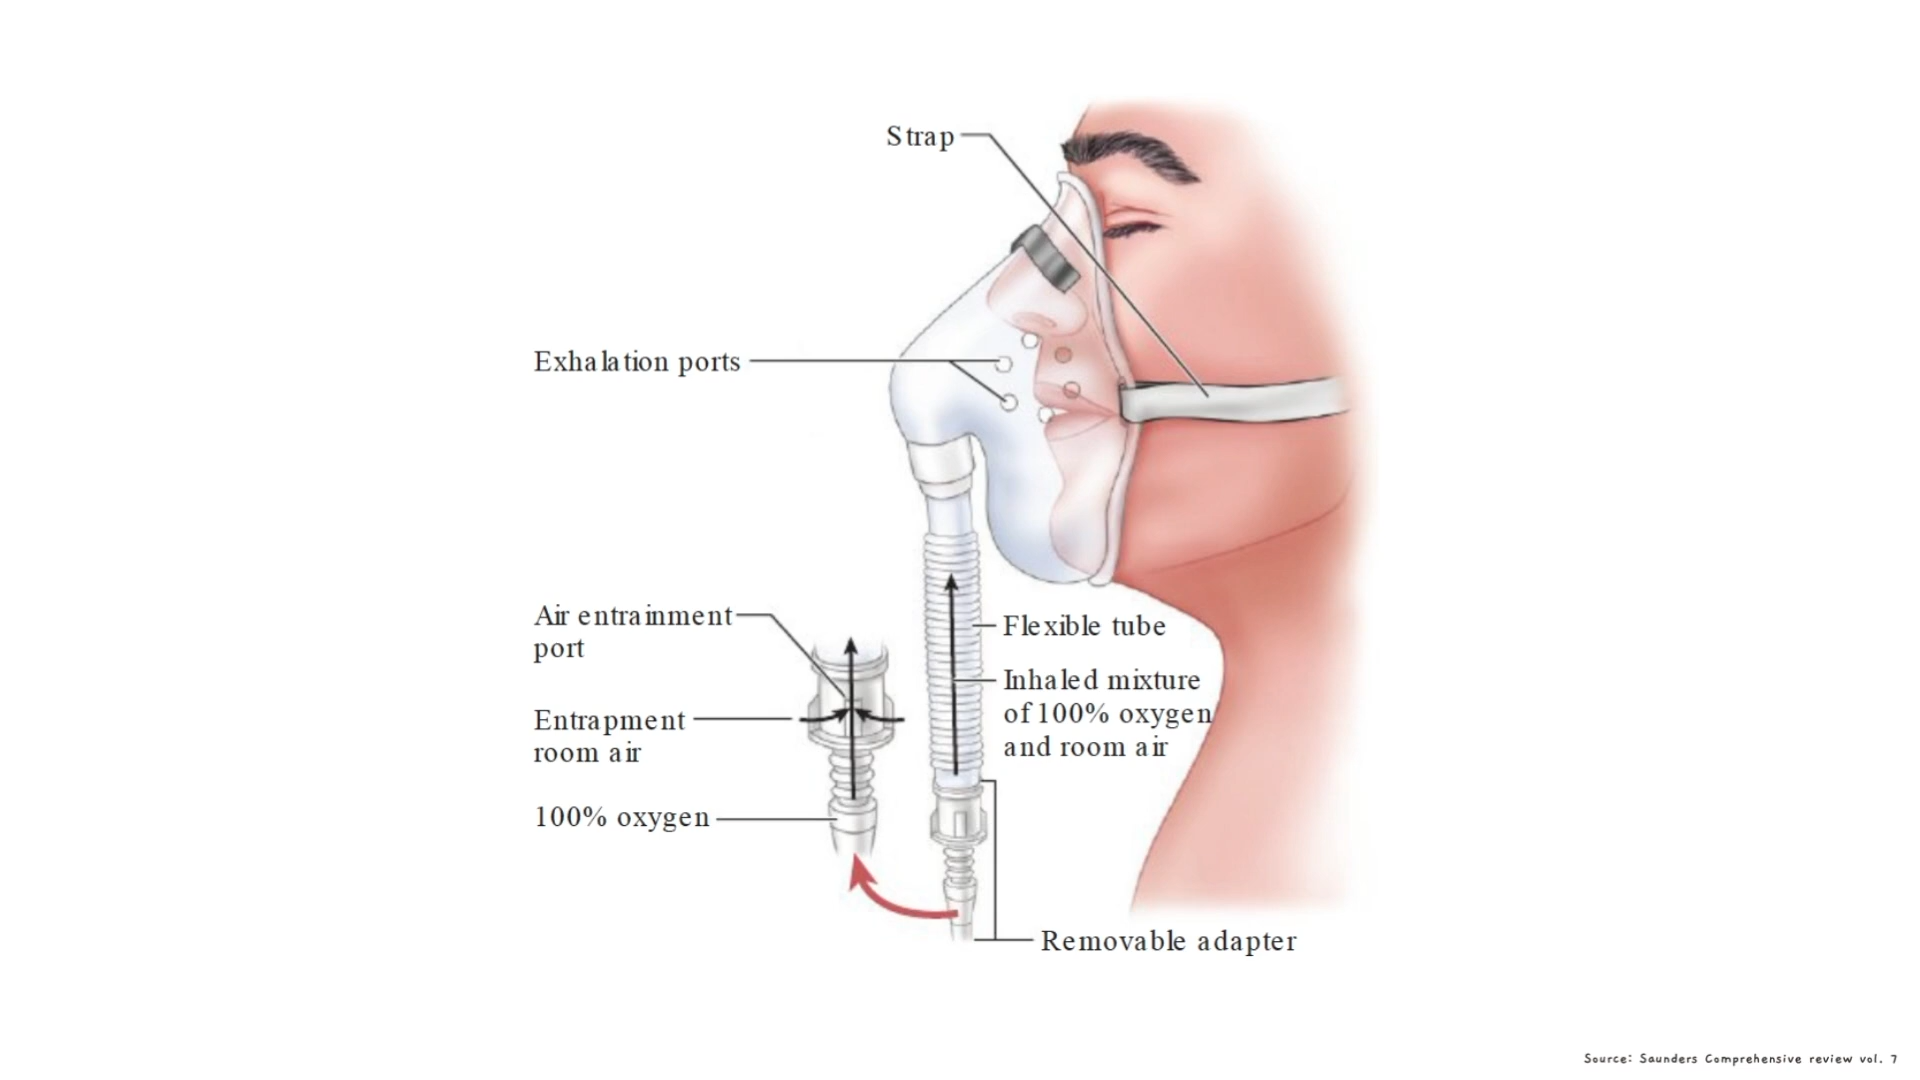 Strap
Exhalation ports
Air entrainment
port
Flexible tube
Inhaled mixture
of 100% oxygen
and room air
Entrapment
room air
100% oxygen
Removable adapter
Source: Saunders Comprehensive review vol. 7